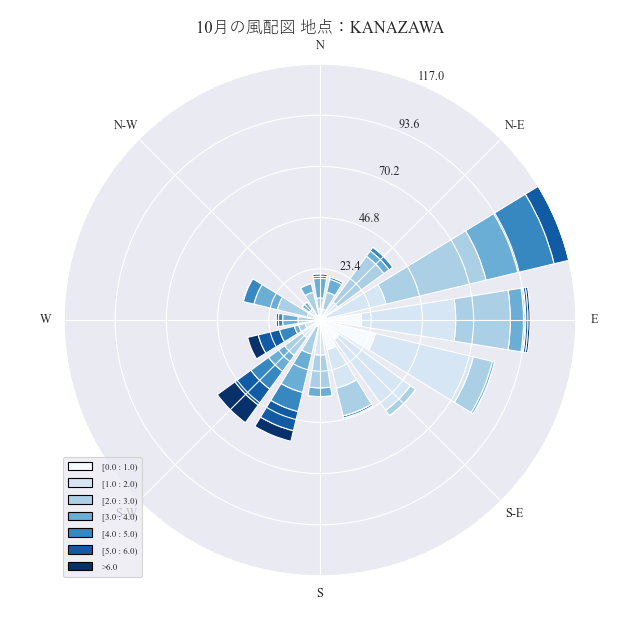 10月の風配図 地点：KANAZAWA
N
117.0
N-W
93.6
N-E
70.2
46.8
23.4
W
E
[0.0 : 1.0)
[1.0 : 2.0)
[2.0 : 3.0)
[3.0 : 4.0)
[4.0 : 5.0)
[5.0 : 6.0)
>6.0
S-W
S-E
S